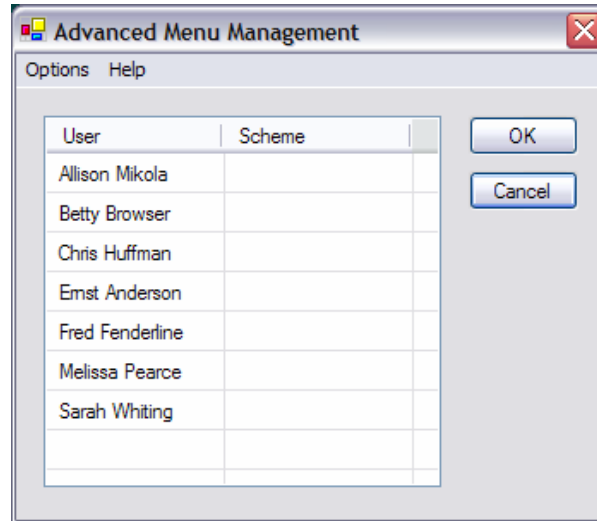 Advanced Menu Management
Options Help
User Scheme
OK
Allison Mikola
Cancel
Betty Browser
Chris Huffman
Ernst Anderson
Fred Fenderline
Melissa Pearce
Sarah Whiting